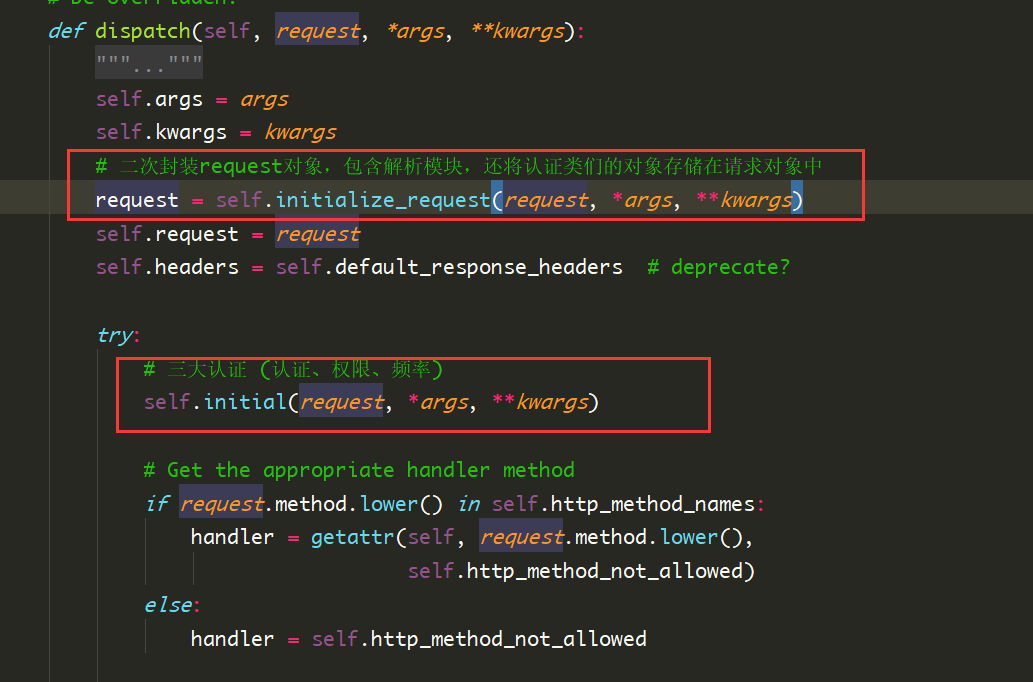 def dispatch(self, request, *args, **kwargs):
"""..."""
self.args = args
self.kwargs = kwargs
# 二次封装request对象，包含解析模块，还将认证类们的对象存储在请求对象中
request = self.initialize_request(request, *args, **kwargs)
self.request = request
self.headers = self.default_response_headers  # deprecate?
try:
# 三大认证 (认证、权限、频率)
self.initial(request, *args, **kwargs)
# Get the appropriate handler method
if request.method.lower() in self.http_method_names:
handler = getattr(self, request.method.lower(),
self.http_method_not_allowed)
else:
handler = self.http_method_not_allowed